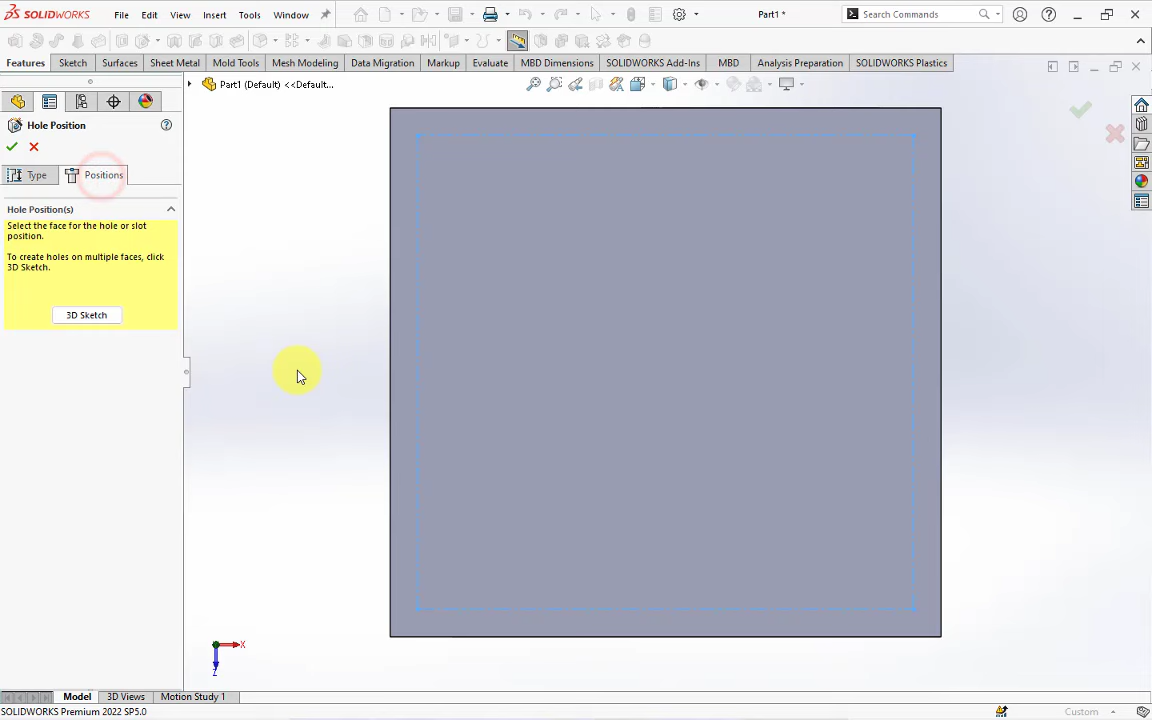 SOLIDWORKS File Edit View Insert Tools Window Part1 * Search Commands
Features Sketch Surfaces Sheet Metal Mold Tools Mesh Modeling Data Migration Markup Evaluate MBD Dimensions SOLIDWORKS Add-Ins MBD Analysis Preparation SOLIDWORKS Plastics
Part1 (Default) <<Default...
Hole Position
Type Positions
Hole Position(s)
Select the face for the hole or slot
position.
To create holes on multiple faces, click
3D Sketch.
3D Sketch
X
Z
Model 3D Views Motion Study 1
SOLIDWORKS Premium 2022 SP5.0 Custom